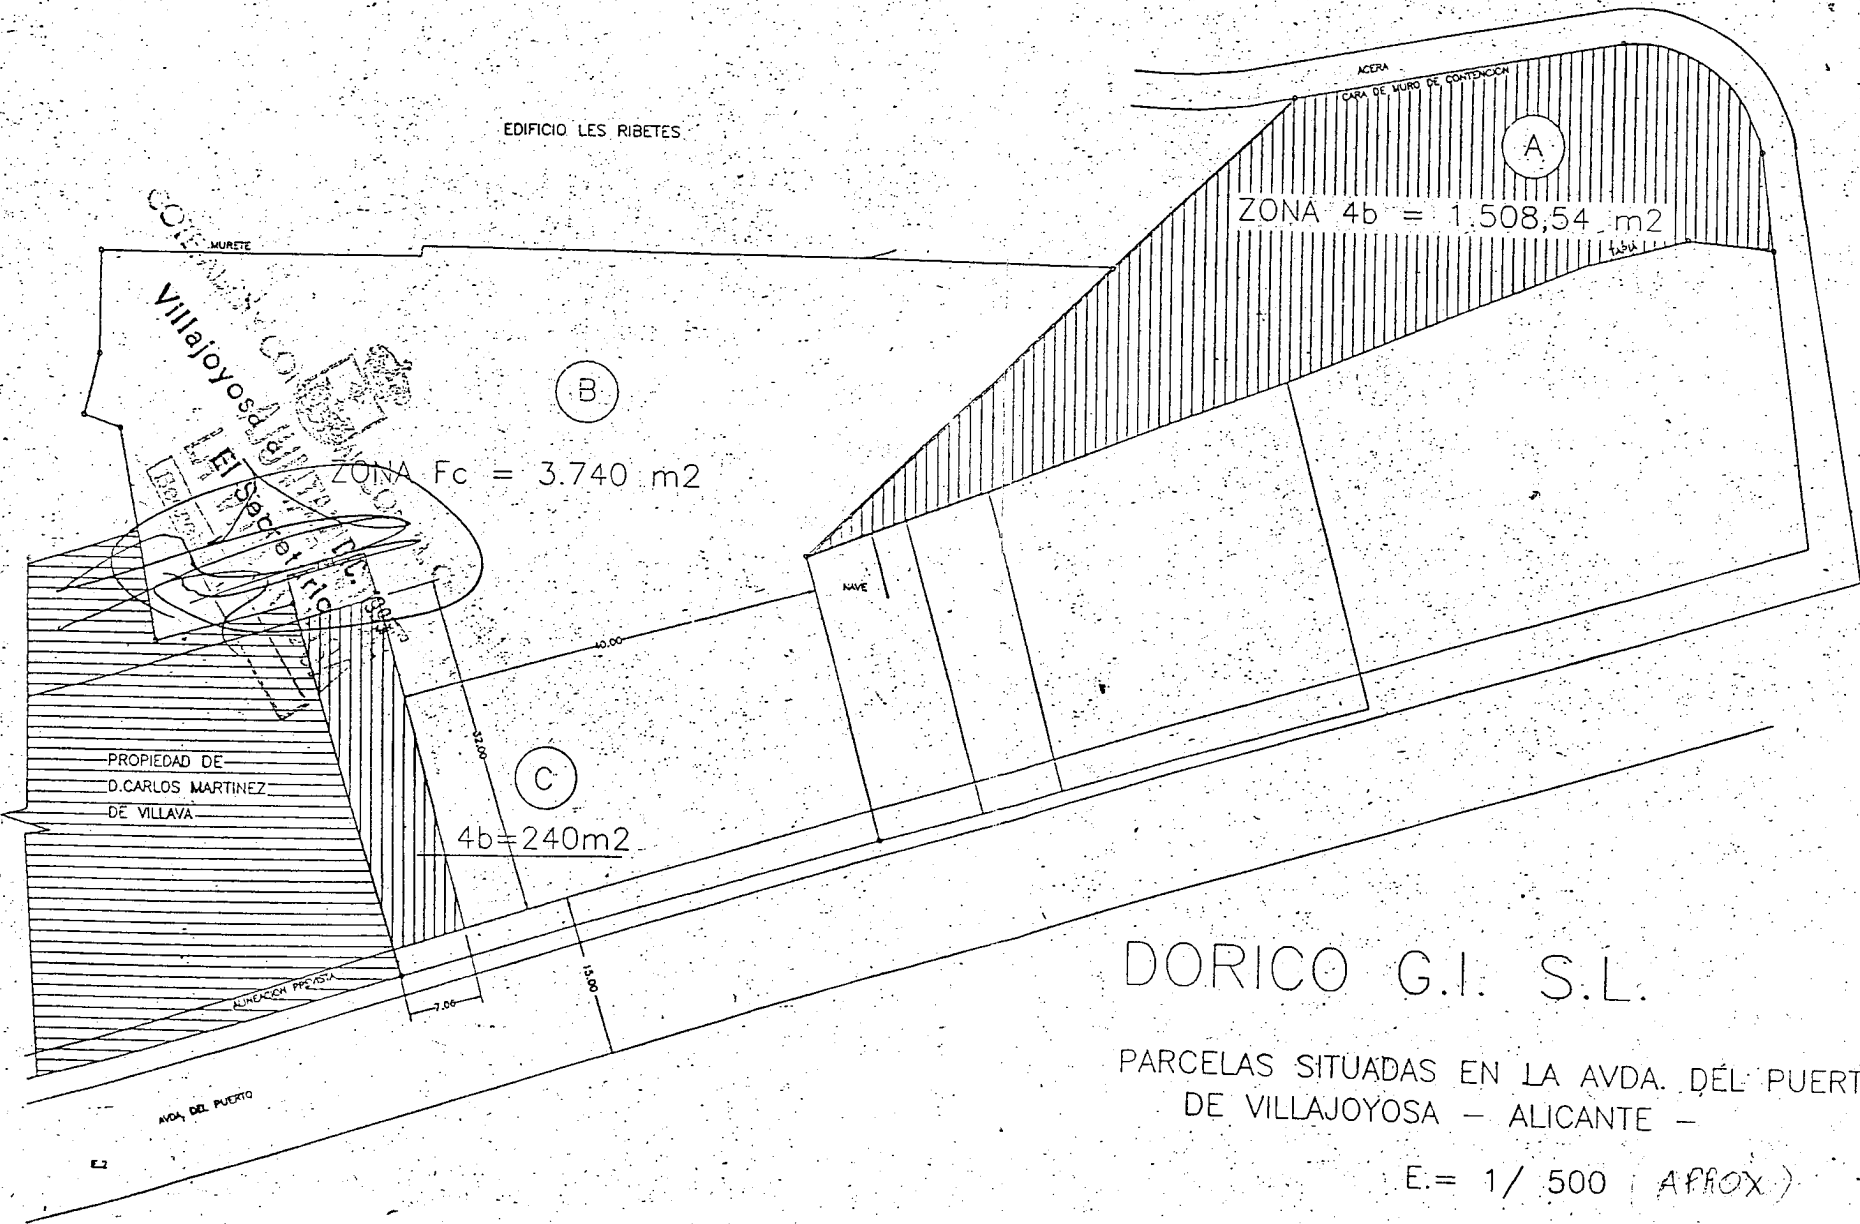 ACERA
CARA DE MURO DE CONTENCION
EDIFICIO LES RIBETES
A
ZONA 4b = 1.508,54 m2
MURETE
Villajoyosa a
El Secretario
B
ZONA Fc = 3.740 m2
NAVE
40.00
32.00
PROPIEDAD DE
D.CARLOS MARTINEZ
DE VILLAVA
C
4b=240m2
ALINEACION PREVISTA
7.00
15.00
AVDA. DEL PUERTO
E.2
DORICO G.I. S.L.
PARCELAS SITUADAS EN LA AVDA. DEL PUERT
DE VILLAJOYOSA - ALICANTE -
E.= 1/ 500 (APROX)